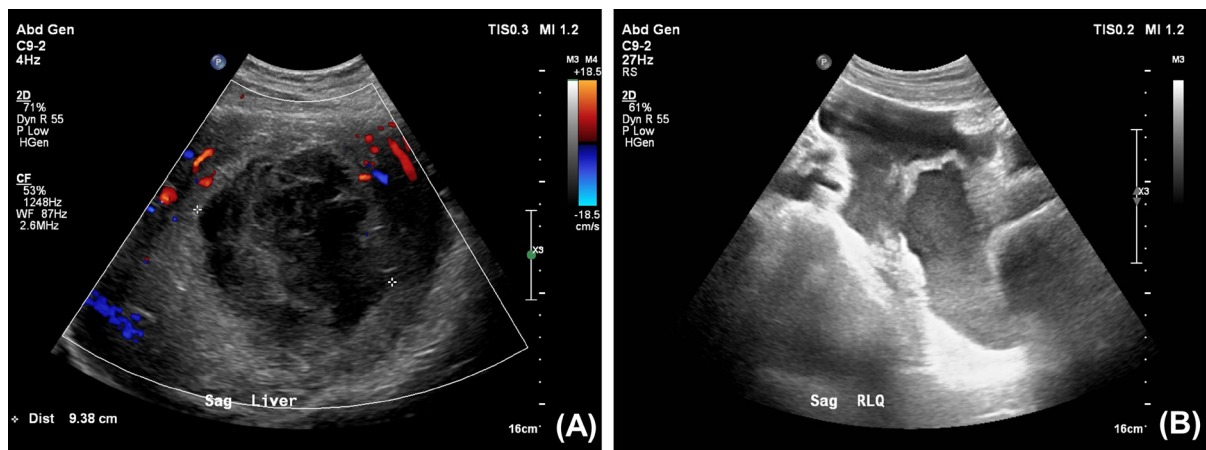 Abd Gen
C9-2
4Hz
TIS0.3 MI 1.2
P
M3 M4
+18.5
2D
71%
Dyn R 55
P Low
HGen
CF
53%
1248Hz
WF 87Hz
2.6MHz
-18.5
cm/s
X3
Sag Liver
Dist 9.38 cm
16cm
(A)
Abd Gen
C9-2
27Hz
RS
TIS0.2 MI 1.2
P
M3
2D
61%
Dyn R 55
P Low
HGen
X3
Sag RLQ
16cm
(B)